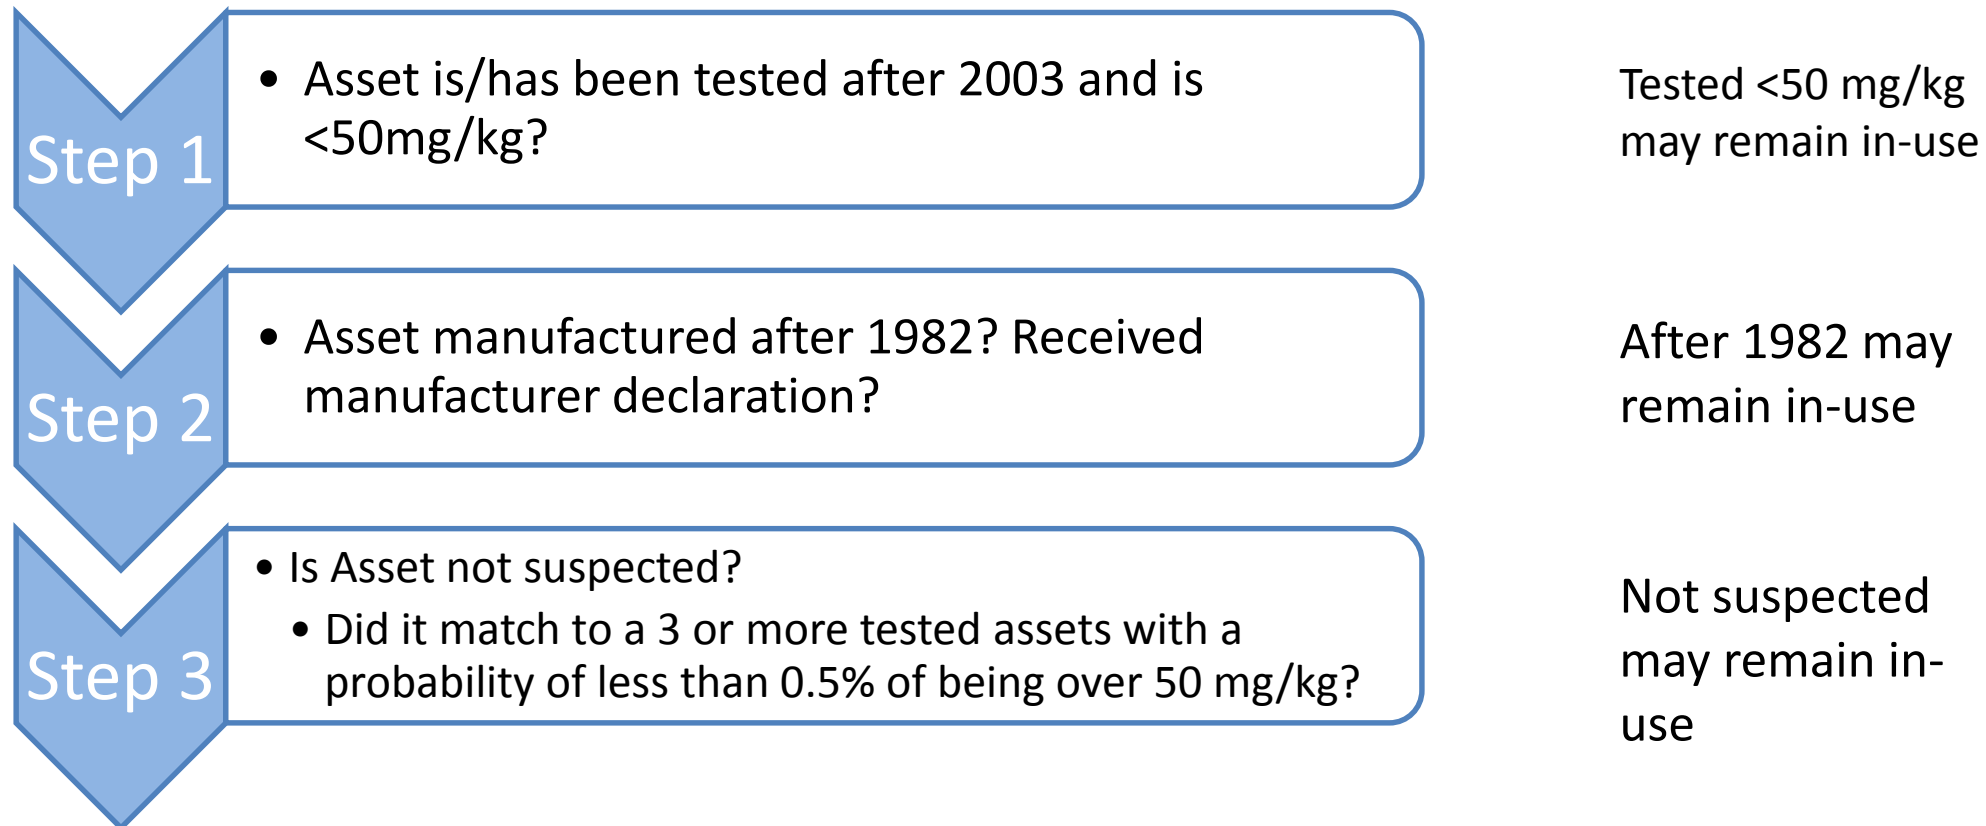 Step 1
• Asset is/has been tested after 2003 and is
<50mg/kg?
Tested <50 mg/kg
may remain in-use
Step 2
• Asset manufactured after 1982? Received
manufacturer declaration?
After 1982 may
remain in-use
Step 3
• Is Asset not suspected?
• Did it match to a 3 or more tested assets with a
probability of less than 0.5% of being over 50 mg/kg?
Not suspected
may remain in-
use